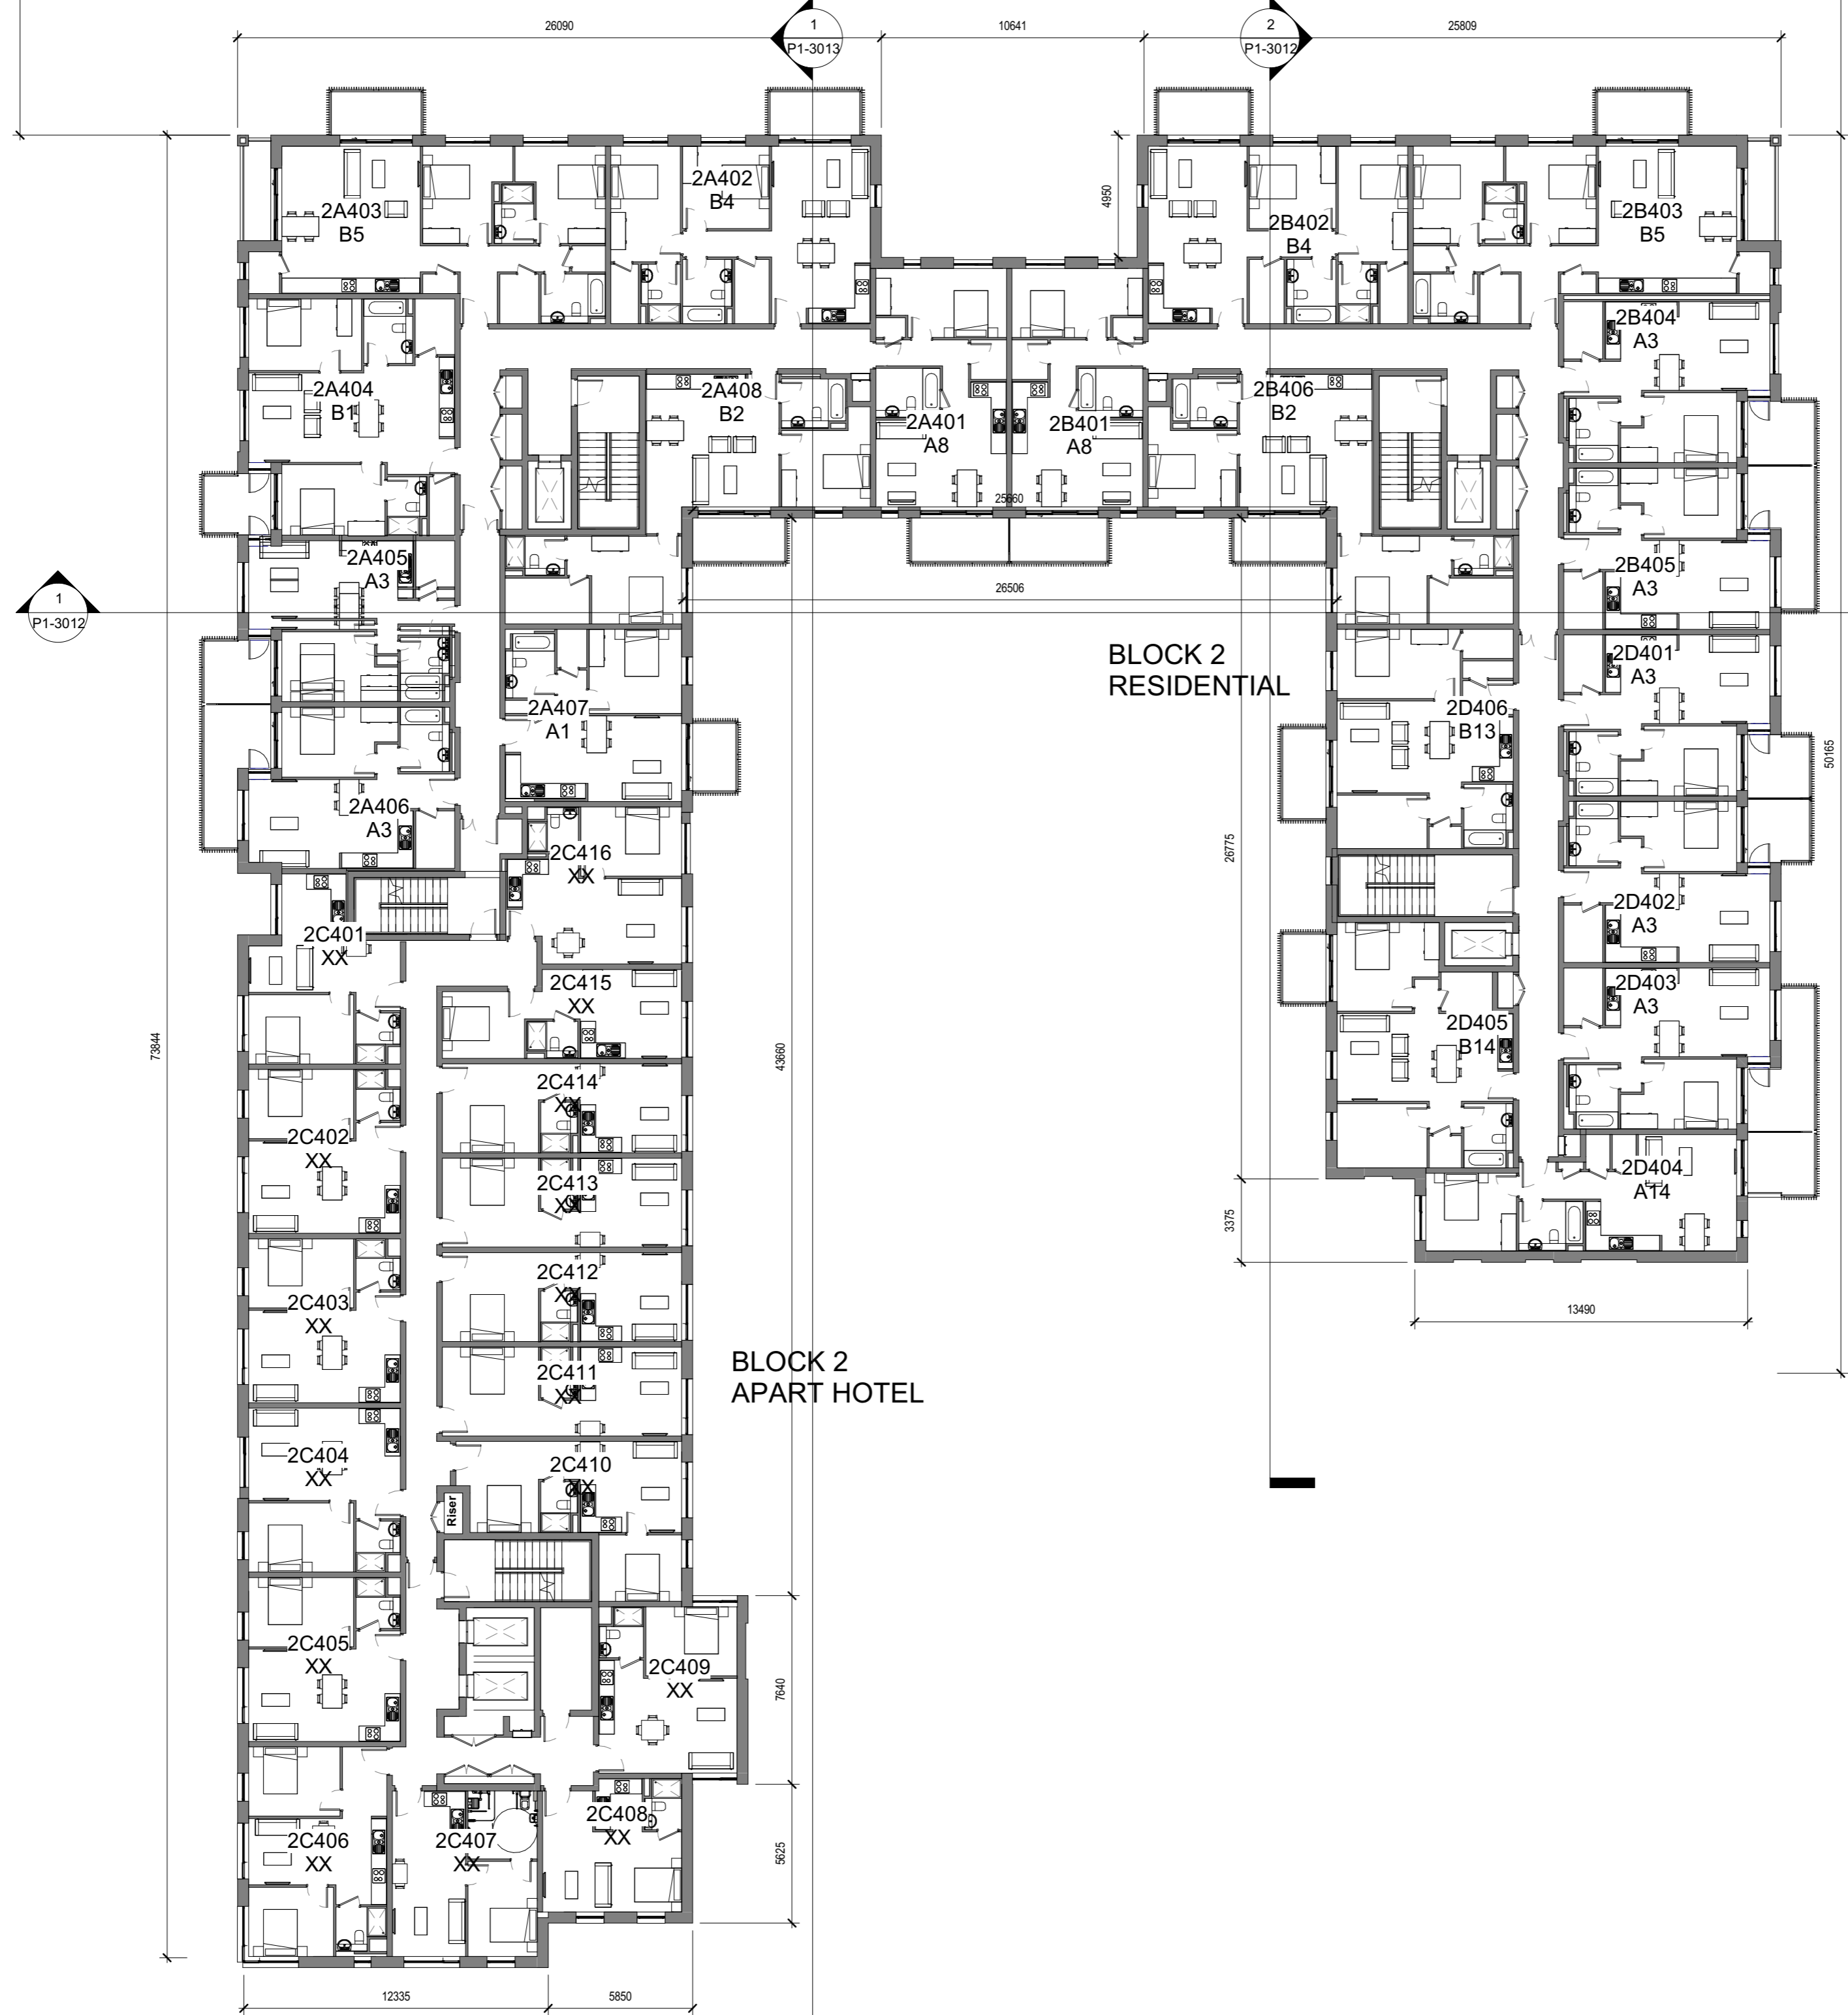 26090
1
P1-3013
10641
2
P1-3012
25809
2A403
B5
2A402
B4
4950
2B402
B4
2B403
B5
2A404
B1
2A408
B2
2A401
A8
2B401
A8
2B406
B2
2B404
A3
25660
2A405
A3
2B405
A3
1
P1-3012
26506
BLOCK 2
RESIDENTIAL
2A407
A1
2D406
B13
2D401
A3
50165
2A406
A3
26775
2C416
XX
2C401
XX
2D402
A3
2C415
XX
2D405
B14
2D403
A3
73844
43660
2C414
XX
2C402
XX
2C413
XX
2D404
A14
3375
2C412
XX
2C403
XX
13490
2C411
XX
BLOCK 2
APART HOTEL
2C404
XX
2C410
XX
Riser
2C405
XX
2C409
XX
7640
2C406
XX
2C407
XX
2C408
XX
5625
12335
5850